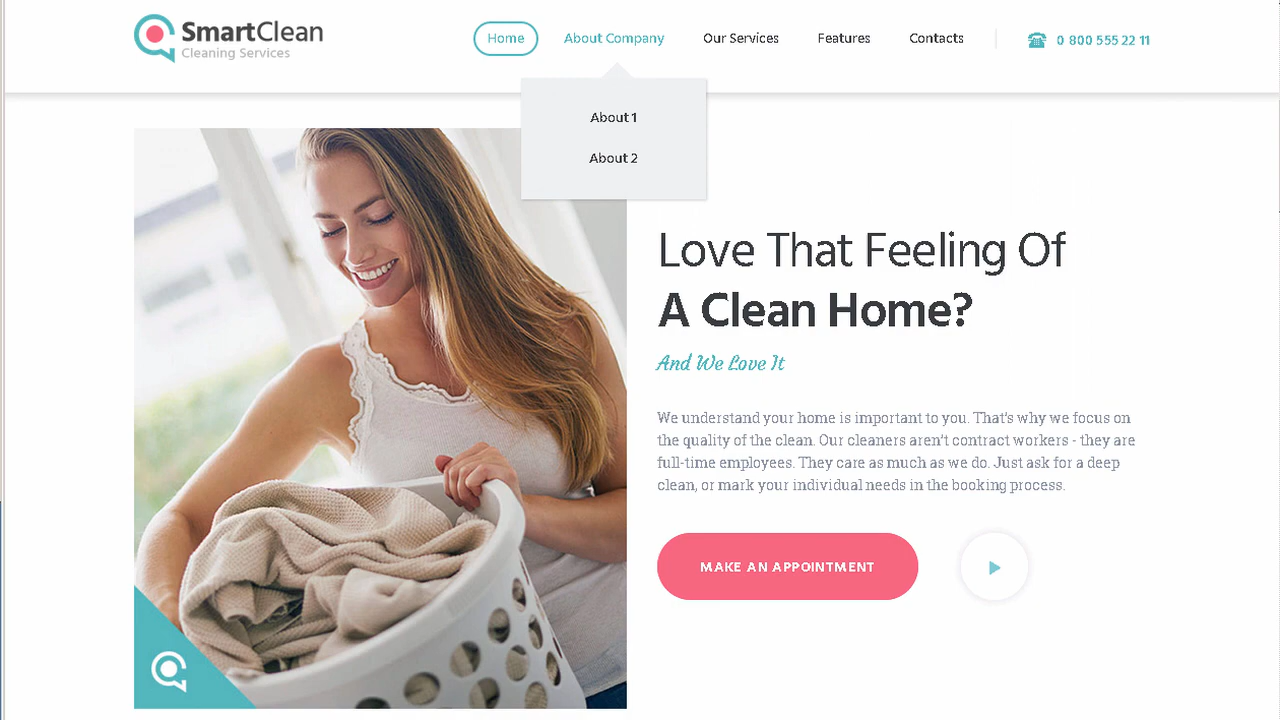 SmartClean
Cleaning Services
Home
About Company
Our Services
Features
Contacts
0 800 555 22 11
About 1
About 2
Love That Feeling Of
A Clean Home?
And We Love It
We understand your home is important to you. That's why we focus on
the quality of the clean. Our cleaners aren't contract workers - they are
full-time employees. They care as much as we do. Just ask for a deep
clean, or mark your individual needs in the booking process.
MAKE AN APPOINTMENT